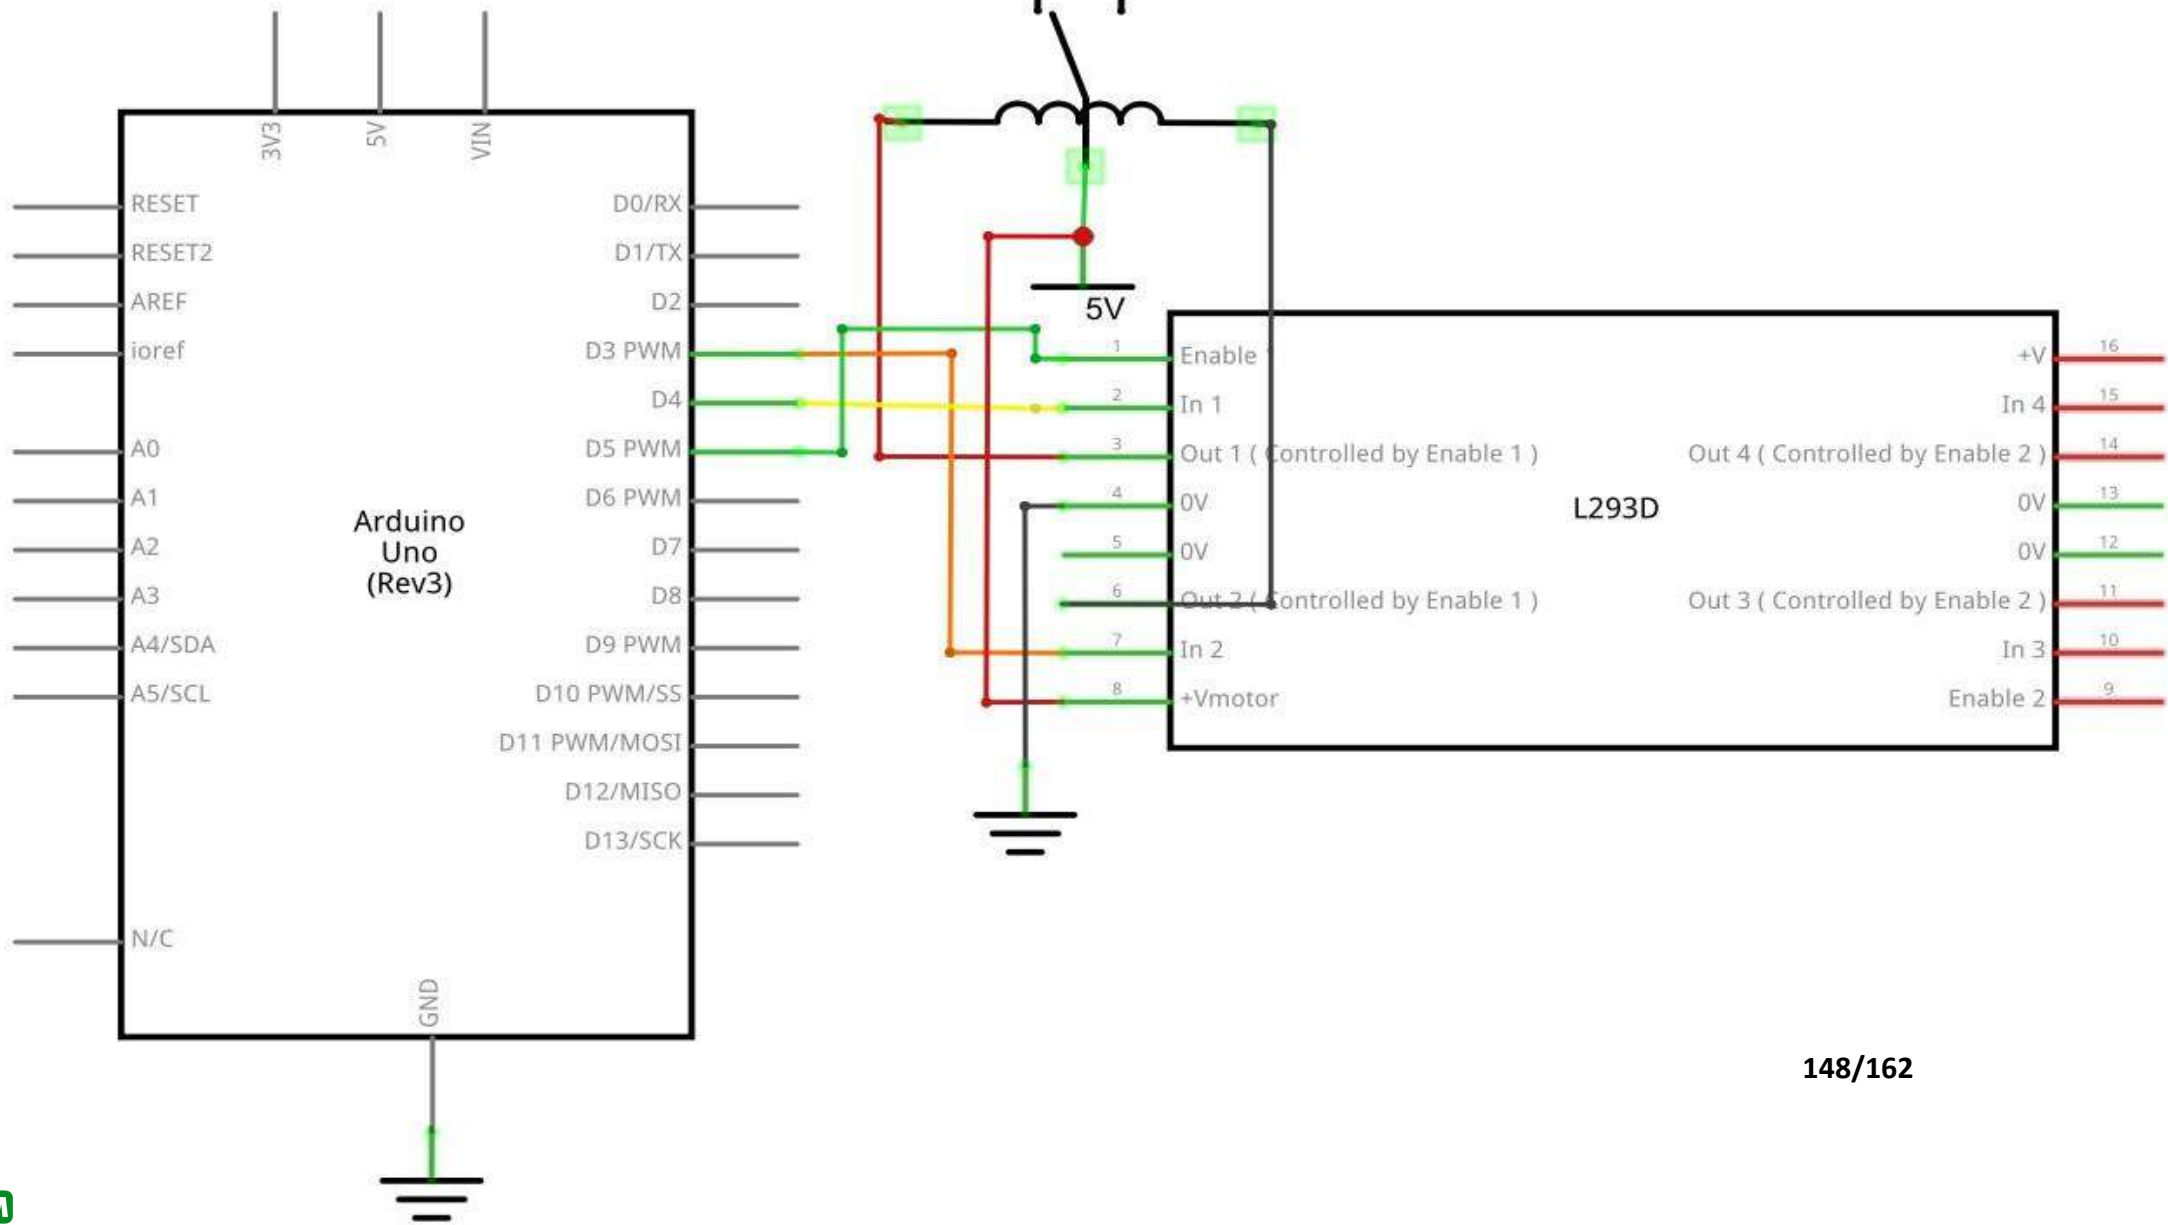 3V3
5V
VIN
RESET
RESET2
AREF
ioref
A0
A1
A2
A3
A4/SDA
A5/SCL
N/C
Arduino
Uno
(Rev3)
GND
D0/RX
D1/TX
D2
D3 PWM
D4
D5 PWM
D6 PWM
D7
D8
D9 PWM
D10 PWM/SS
D11 PWM/MOSI
D12/MISO
D13/SCK
5V
1 Enable
2 In 1
3 Out 1 ( Controlled by Enable 1 )
4 0V
5 0V
6 Out 2 ( Controlled by Enable 1 )
7 In 2
8 +Vmotor
L293D
+V 16
In 4 15
Out 4 ( Controlled by Enable 2 ) 14
0V 13
0V 12
Out 3 ( Controlled by Enable 2 ) 11
In 3 10
Enable 2 9
148/162